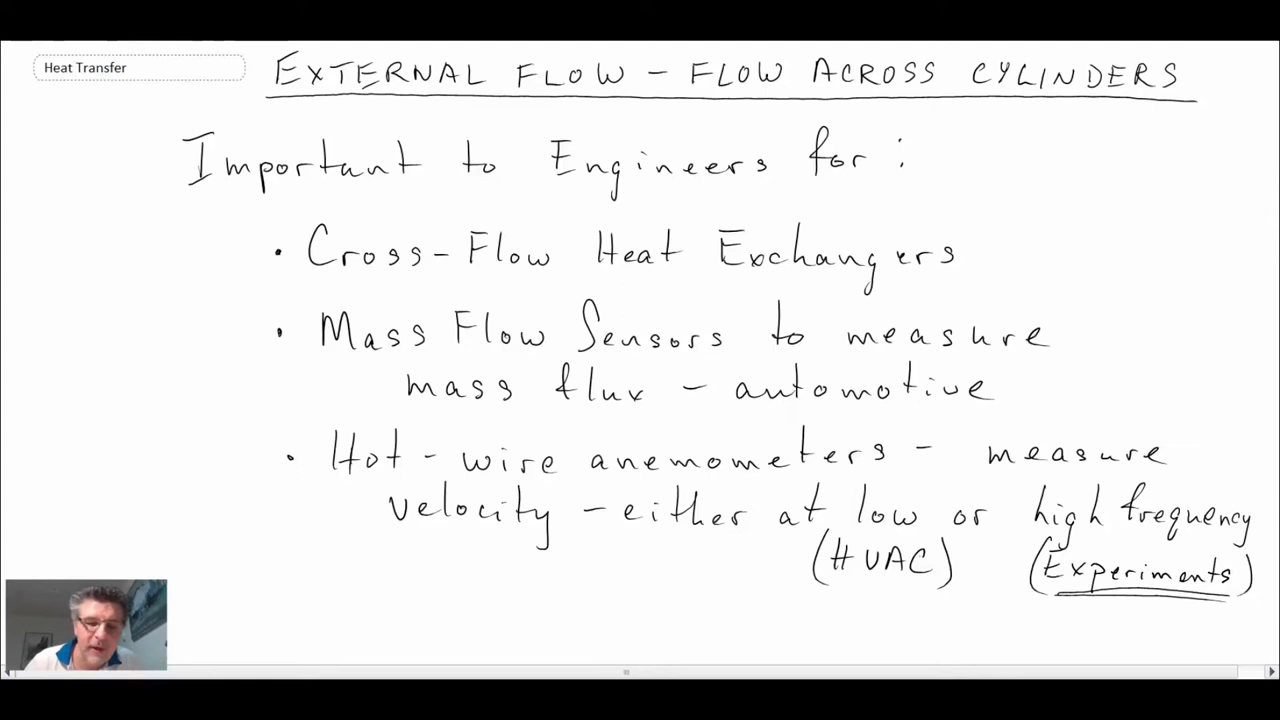 Heat Transfer
EXTERNAL FLOW - FLOW ACROSS CYLINDERS
Important to Engineers for :
• Cross-Flow Heat Exchangers
• Mass Flow Sensors to measure
mass flux - automotive
• Hot-wire anemometers - measure
velocity - either at low or high frequency
(HVAC) (Experiments)